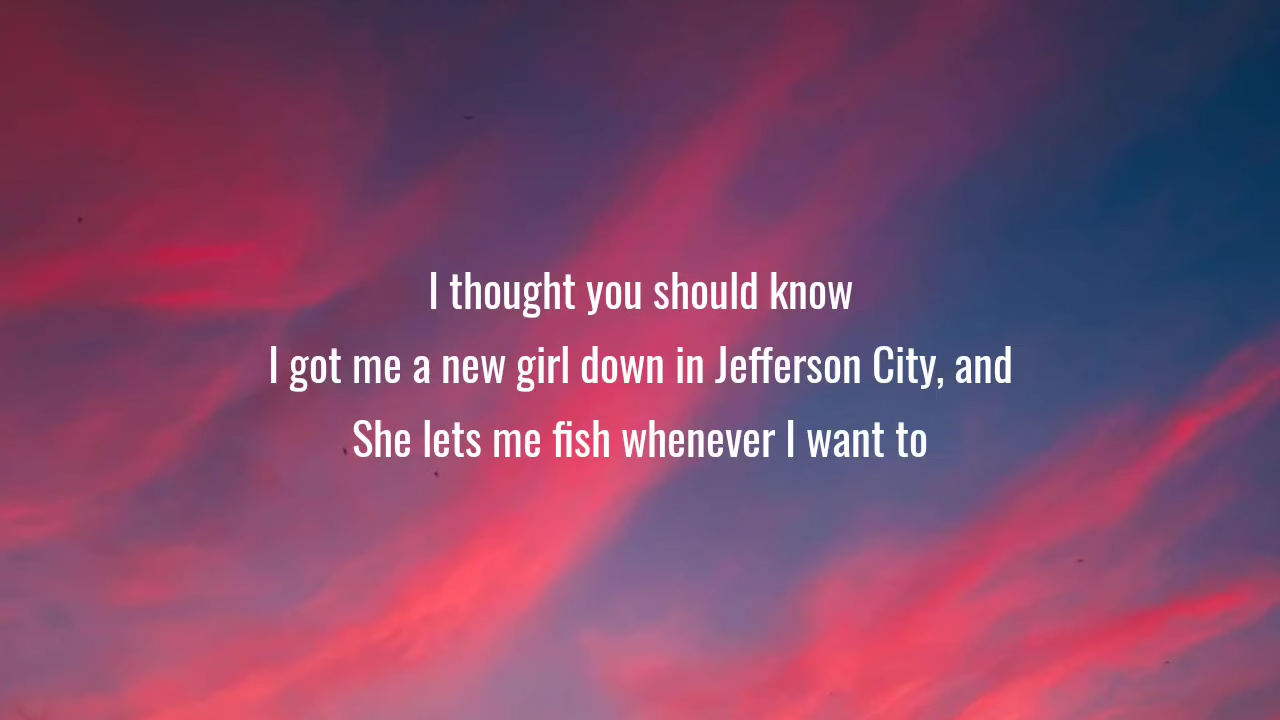 I thought you should know
I got me a new girl down in Jefferson City, and
She lets me fish whenever I want to